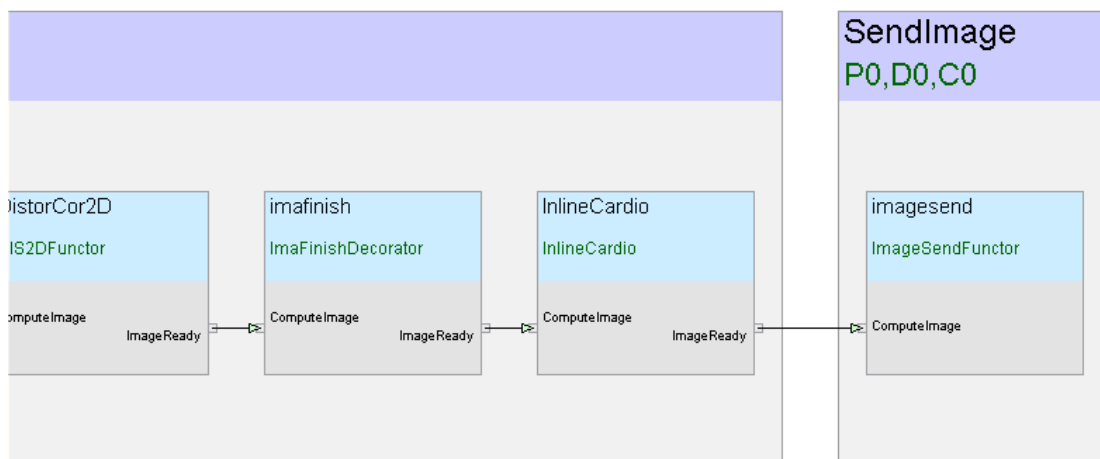 SendImage
P0,D0,C0
DistorCor2D
IS2DFunctor
ComputeImage
ImageReady
imafinish
ImaFinishDecorator
ComputeImage
ImageReady
InlineCardio
InlineCardio
ComputeImage
ImageReady
imagesend
ImageSendFunctor
ComputeImage